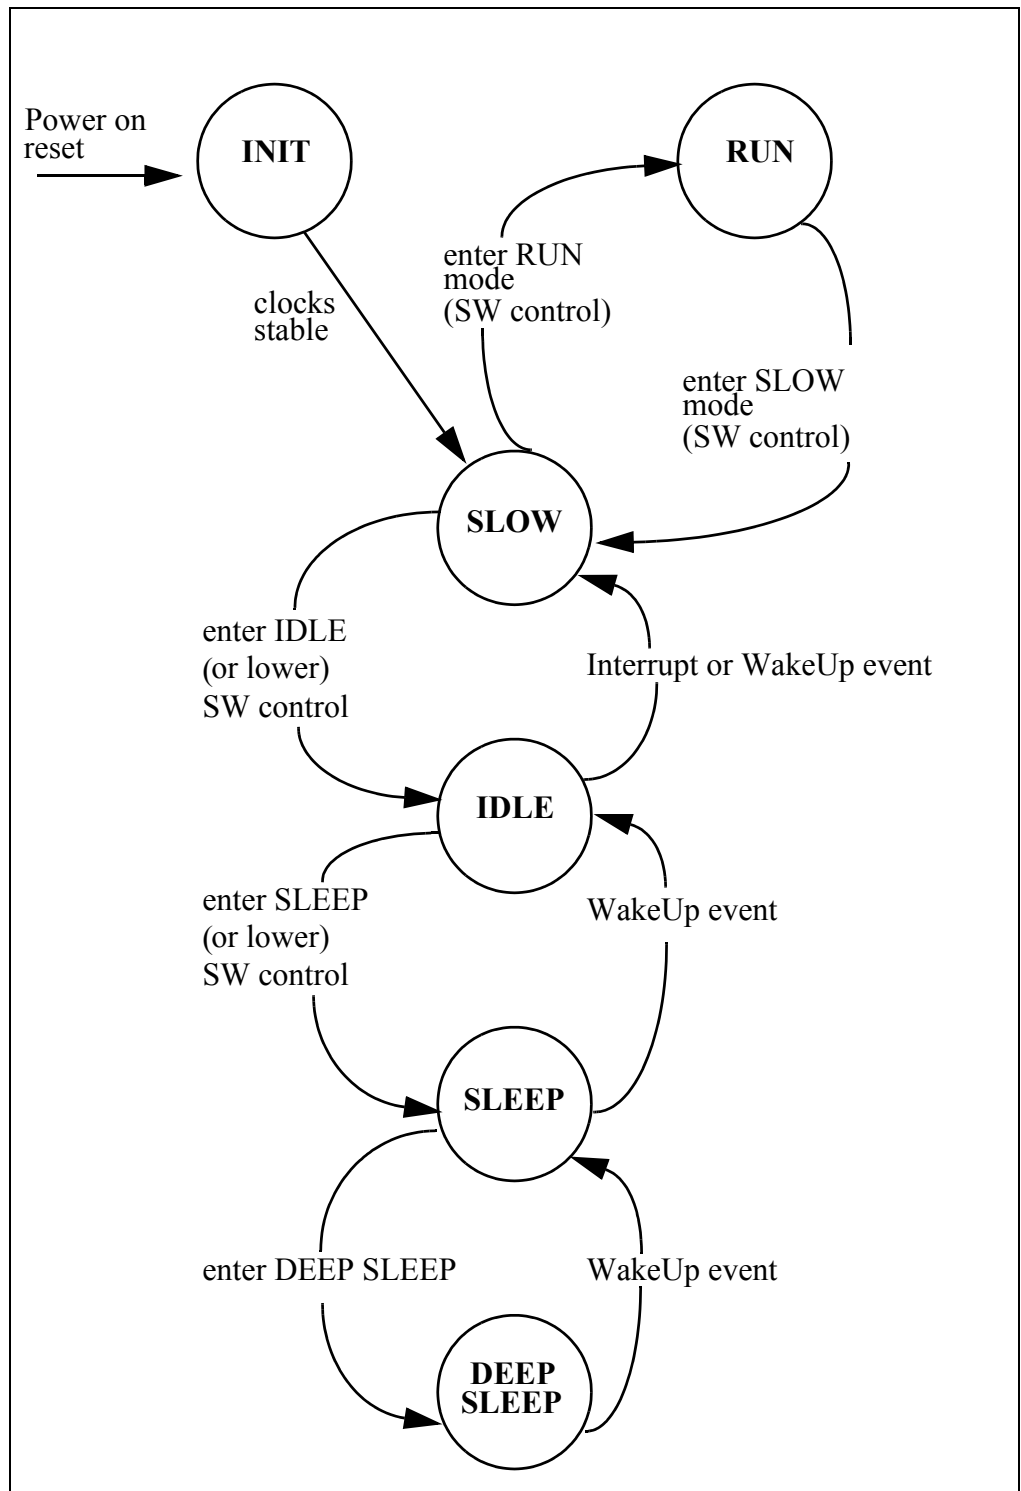 Power on
reset
INIT
RUN
clocks
stable
enter RUN
mode
(SW control)
enter SLOW
mode
(SW control)
SLOW
enter IDLE
(or lower)
SW control
Interrupt or WakeUp event
IDLE
enter SLEEP
(or lower)
SW control
WakeUp event
SLEEP
enter DEEP SLEEP
WakeUp event
DEEP
SLEEP